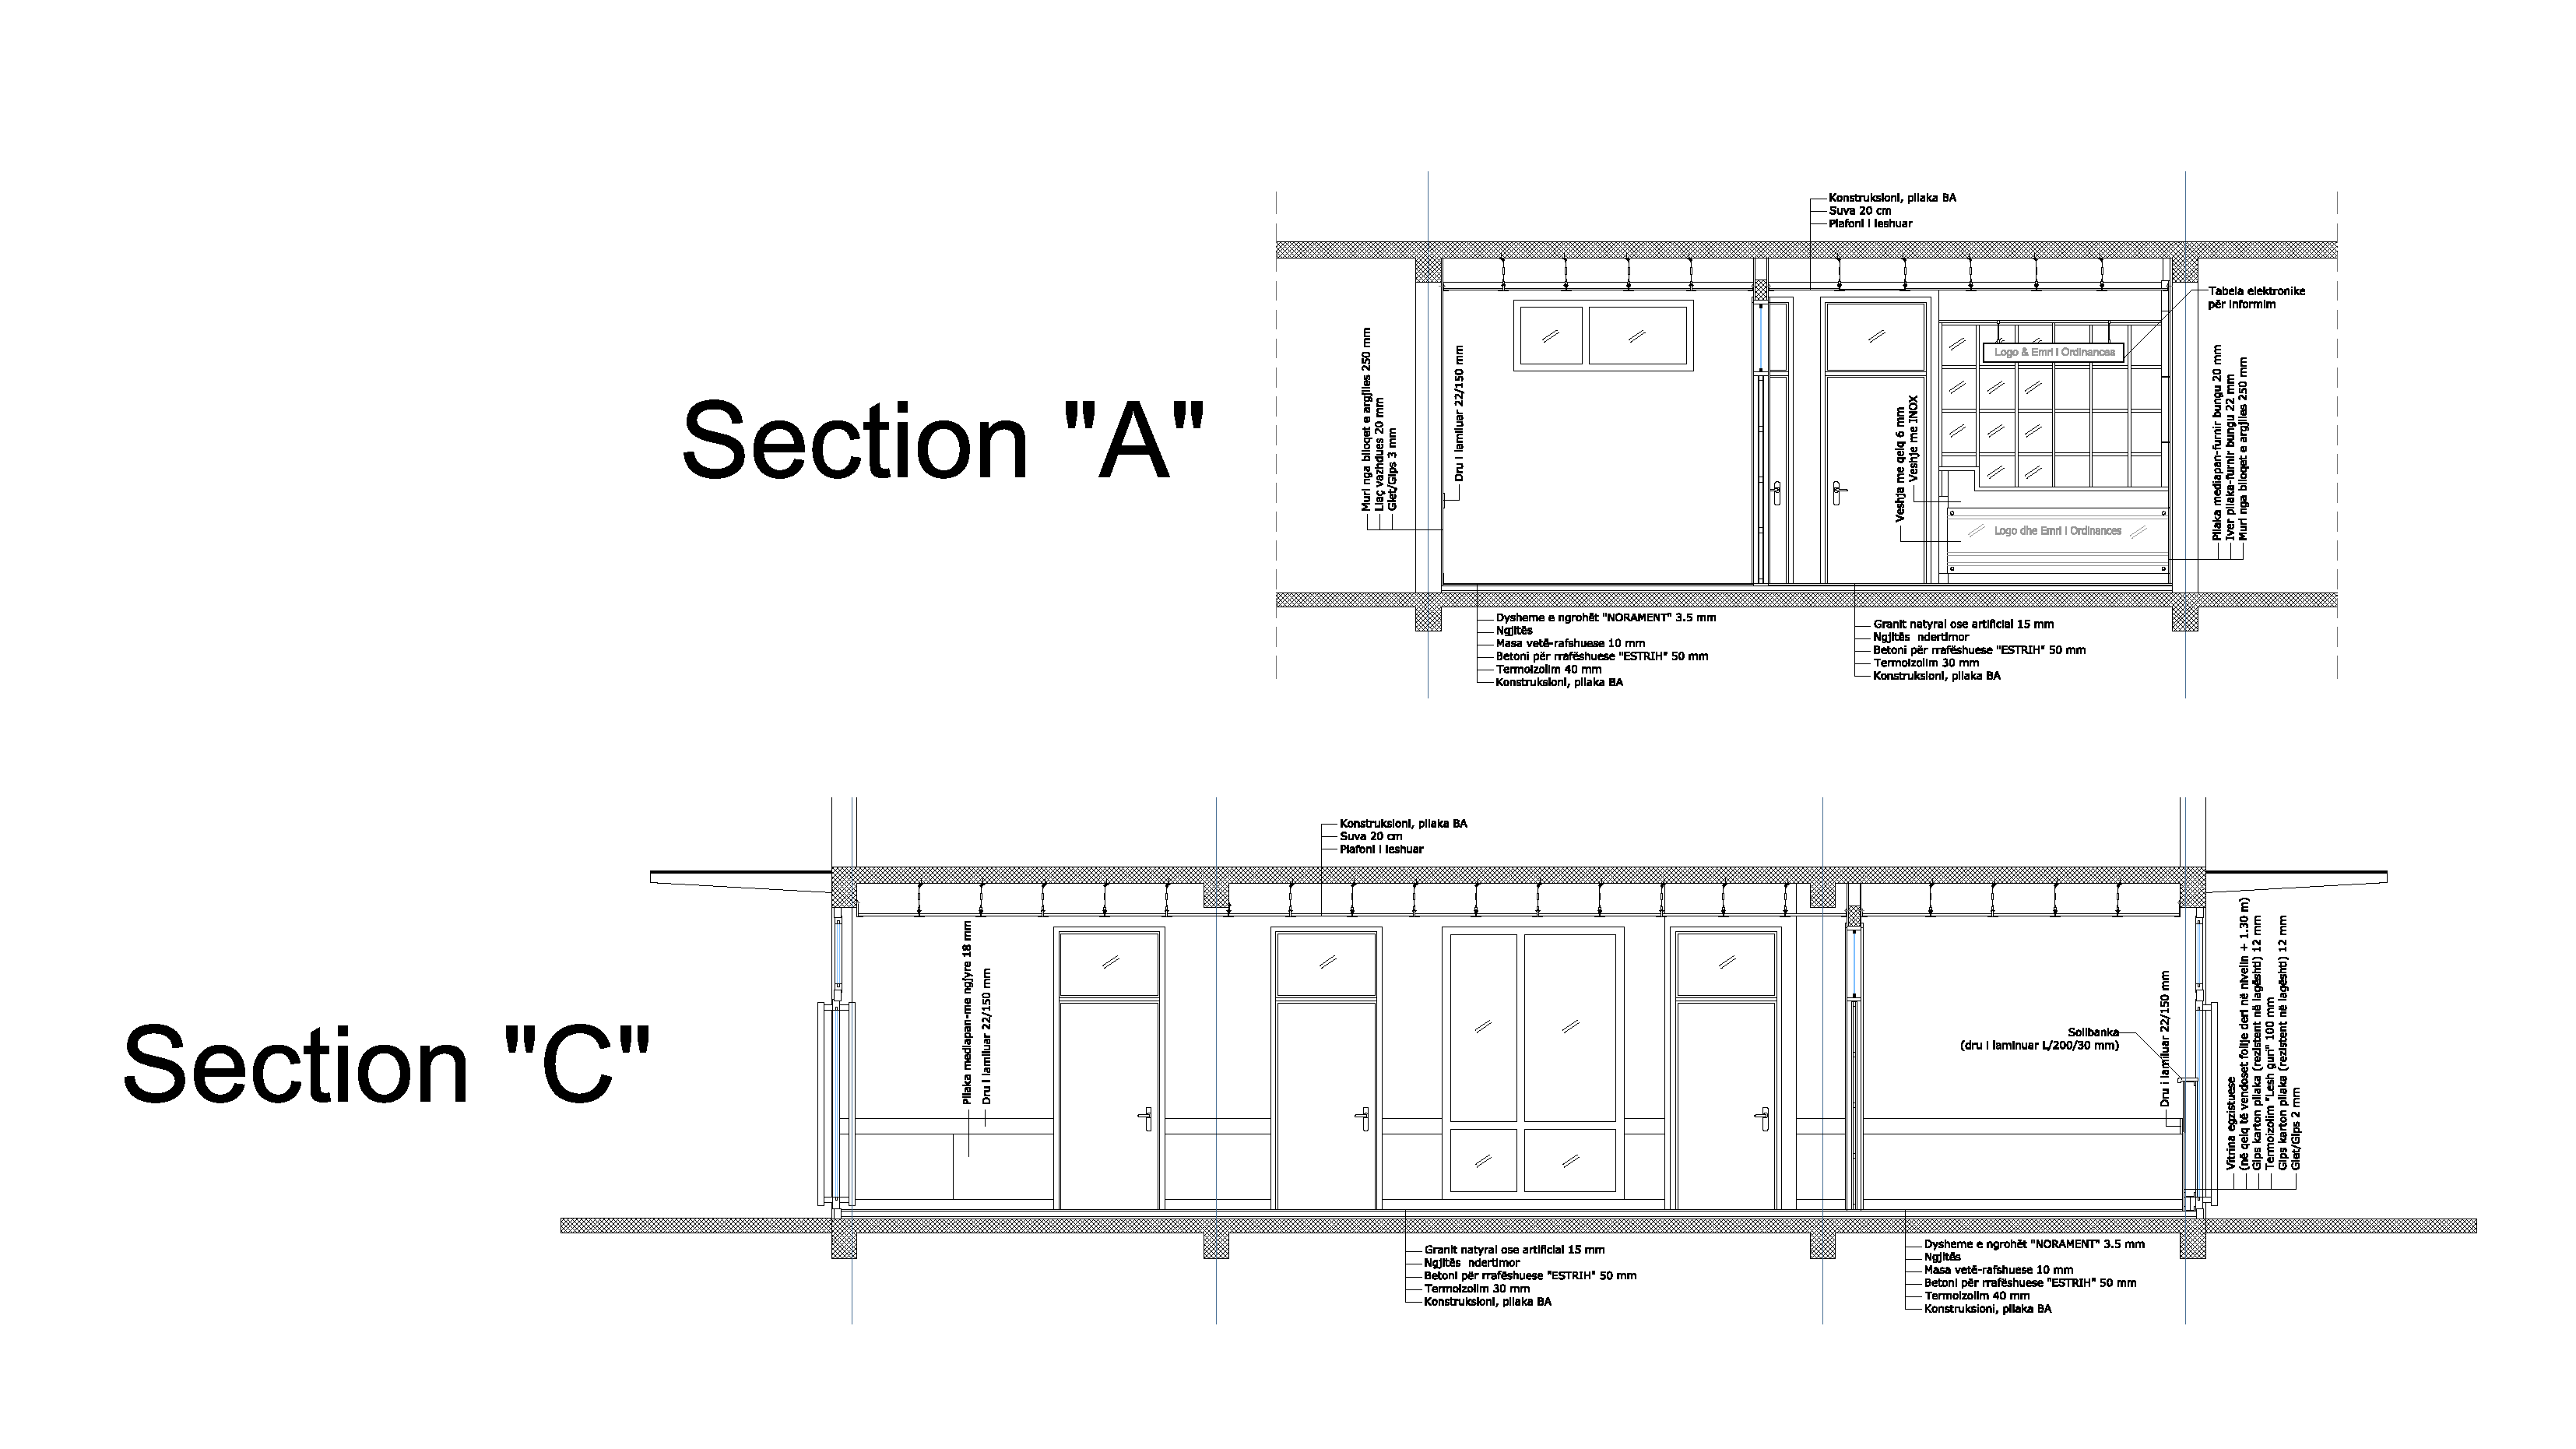 Konstruksioni, pllaka BA
Suva 20 cm
Plafoni i leshuar
Tabela elektronike
për informim
Section "A"
Muri nga blloqet e argjiles 250 mm
Llaç vazhdues 20 mm
Glet/Gips 3 mm
Dru i lamiluar 22/150 mm
Logo & Emri i Ordinancas
Veshja me qelq 6 mm
Veshje me INOX
Logo dhe Emri i Ordinances
Pllaka mediapan-furnir bungu 20 mm
Iver pllaka-furnir bungu 22 mm
Muri nga blloqet e argjiles 250 mm
Dysheme e ngrohët "NORAMENT" 3.5 mm
Ngjitës
Masa vetë-rafshuese 10 mm
Betoni për rrafëshuese "ESTRIH" 50 mm
Termoizolim 40 mm
Konstruksioni, pllaka BA
Granit natyral ose artificial 15 mm
Ngjitës ndertimor
Betoni për rrafëshuese "ESTRIH" 50 mm
Termoizolim 30 mm
Konstruksioni, pllaka BA
Konstruksioni, pllaka BA
Suva 20 cm
Plafoni i leshuar
Section "C"
Pllaka mediapan-me ngjyre 18 mm
Dru i lamiluar 22/150 mm
Solibanka
(dru i laminuar L/200/30 mm)
Dru i lamiluar 22/150 mm
Vitrina egzistuese
(në qelq të vendoset folije deri në nivelin + 1.30 m)
Gips karton pllaka (rezistent në lagështi) 12 mm
Termoizolim "Lesh guri" 100 mm
Gips karton pllaka (rezistent në lagështi) 12 mm
Glet/Gips 2 mm
Granit natyral ose artificial 15 mm
Ngjitës ndertimor
Betoni për rrafëshuese "ESTRIH" 50 mm
Termoizolim 30 mm
Konstruksioni, pllaka BA
Dysheme e ngrohët "NORAMENT" 3.5 mm
Ngjitës
Masa vetë-rafshuese 10 mm
Betoni për rrafëshuese "ESTRIH" 50 mm
Termoizolim 40 mm
Konstruksioni, pllaka BA